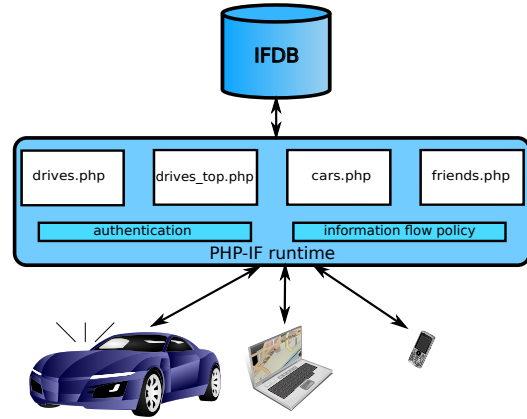 IFDB
drives.php
drives_top.php
cars.php
friends.php
authentication
information flow policy
PHP-IF runtime